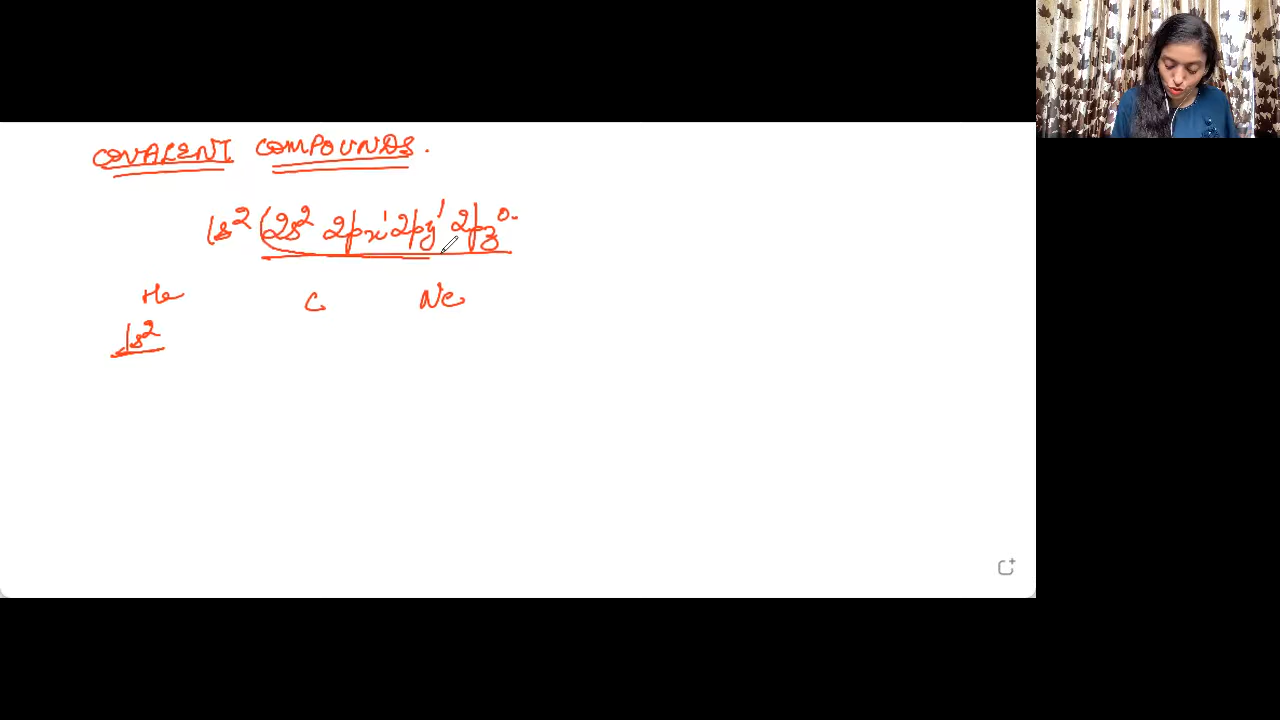 COVALENT COMPOUNDS.
1s² (2s² 2px¹ 2py¹ 2pz⁰
He C Ne
1s²